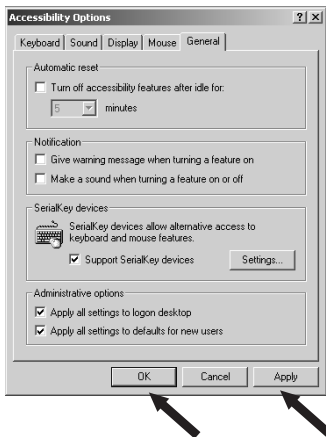 Accessibility Options
Keyboard Sound Display Mouse General
Automatic reset
Turn off accessibility features after idle for:
5 minutes
Notification
Give warning message when turning a feature on
Make a sound when turning a feature on or off
SerialKey devices
SerialKey devices allow alternative access to
keyboard and mouse features.
Support SerialKey devices Settings...
Administrative options
Apply all settings to logon desktop
Apply all settings to defaults for new users
OK Cancel Apply